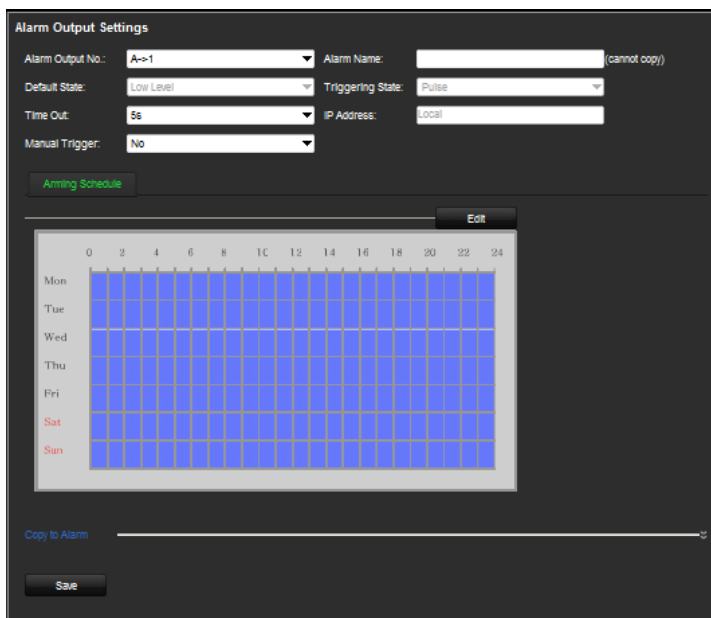 Alarm Output Settings
Alarm Output No.: A->1 Alarm Name: (cannot copy)
Default State: Low Level Triggering State: Pulse
Time Out: 5s IP Address: Local
Manual Trigger: No
Arming Schedule
Edit
0 2 4 6 8 10 12 14 16 18 20 22 24
Mon
Tue
Wed
Thu
Fri
Sat
Sun
Copy to Alarm
Save